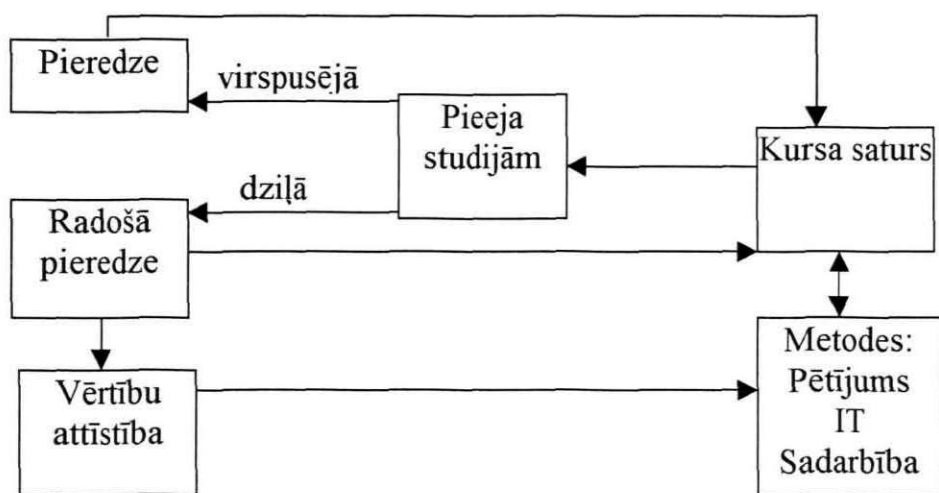 Pieredze
virspusējā
Pieeja
studijām
Kursa saturs
dziļā
Radošā
pieredze
Vērtību
attīstība
Metodes:
Pētījums
IT
Sadarbība